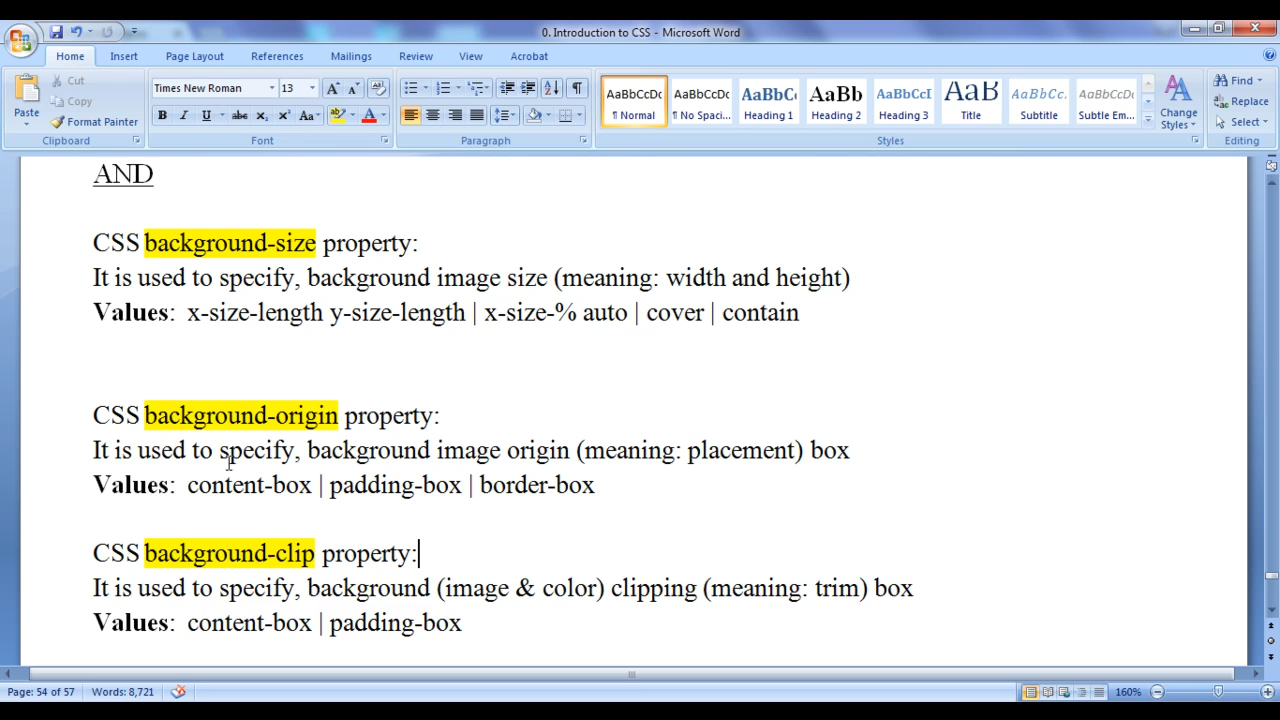 0. Introduction to CSS - Microsoft Word
Home Insert Page Layout References Mailings Review View Acrobat
Paste
Cut
Copy
Format Painter
Clipboard
Times New Roman 13
Font
Paragraph
AaBbCcDc AaBbCcDc AaBbC AaBb AaBbCcI AaB AaBbCc. AaBbCcDc
¶ Normal ¶ No Spaci... Heading 1 Heading 2 Heading 3 Title Subtitle Subtle Em...
Change Styles
Styles
Find
Replace
Select
Editing
AND
CSS background-size property:
It is used to specify, background image size (meaning: width and height)
Values: x-size-length y-size-length | x-size-% auto | cover | contain
CSS background-origin property:
It is used to specify, background image origin (meaning: placement) box
Values: content-box | padding-box | border-box
CSS background-clip property:
It is used to specify, background (image & color) clipping (meaning: trim) box
Values: content-box | padding-box
Page: 54 of 57 Words: 8,721 160%